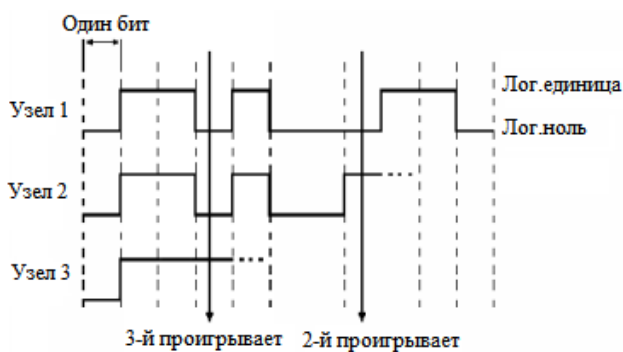 Один бит
Узел 1
Лог.единица
Лог.ноль
Узел 2
Узел 3
3-й проигрывает
2-й проигрывает